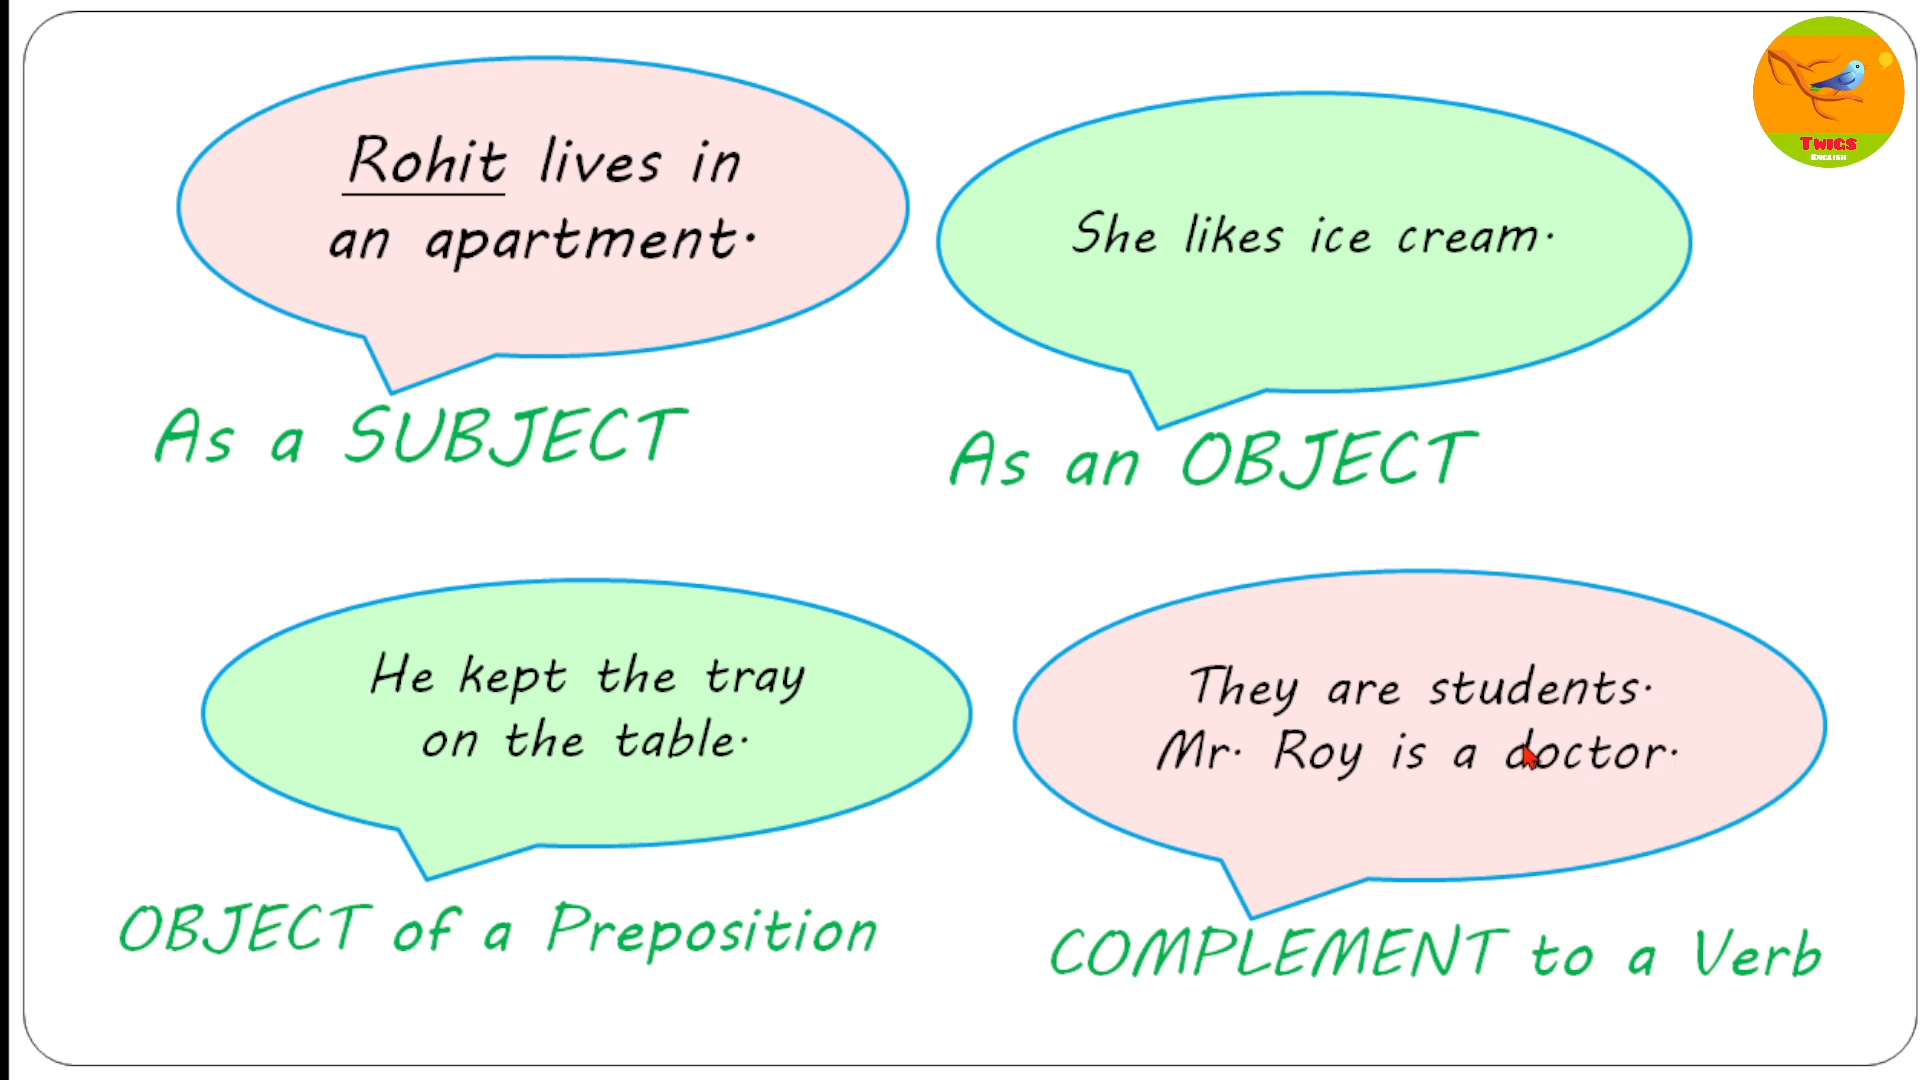 Rohit lives in
an apartment.
As a SUBJECT
She likes ice cream.
As an OBJECT
TWIGS
ENGLISH
He kept the tray
on the table.
OBJECT of a Preposition
They are students.
Mr. Roy is a doctor.
COMPLEMENT to a Verb